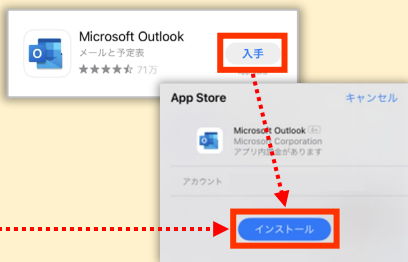 Microsoft Outlook
メールと予定表
★★★★⯪ 71万
入手
App Store
キャンセル
Microsoft Outlook 4+
Microsoft Corporation
アプリ内課金があります
アカウント
インストール